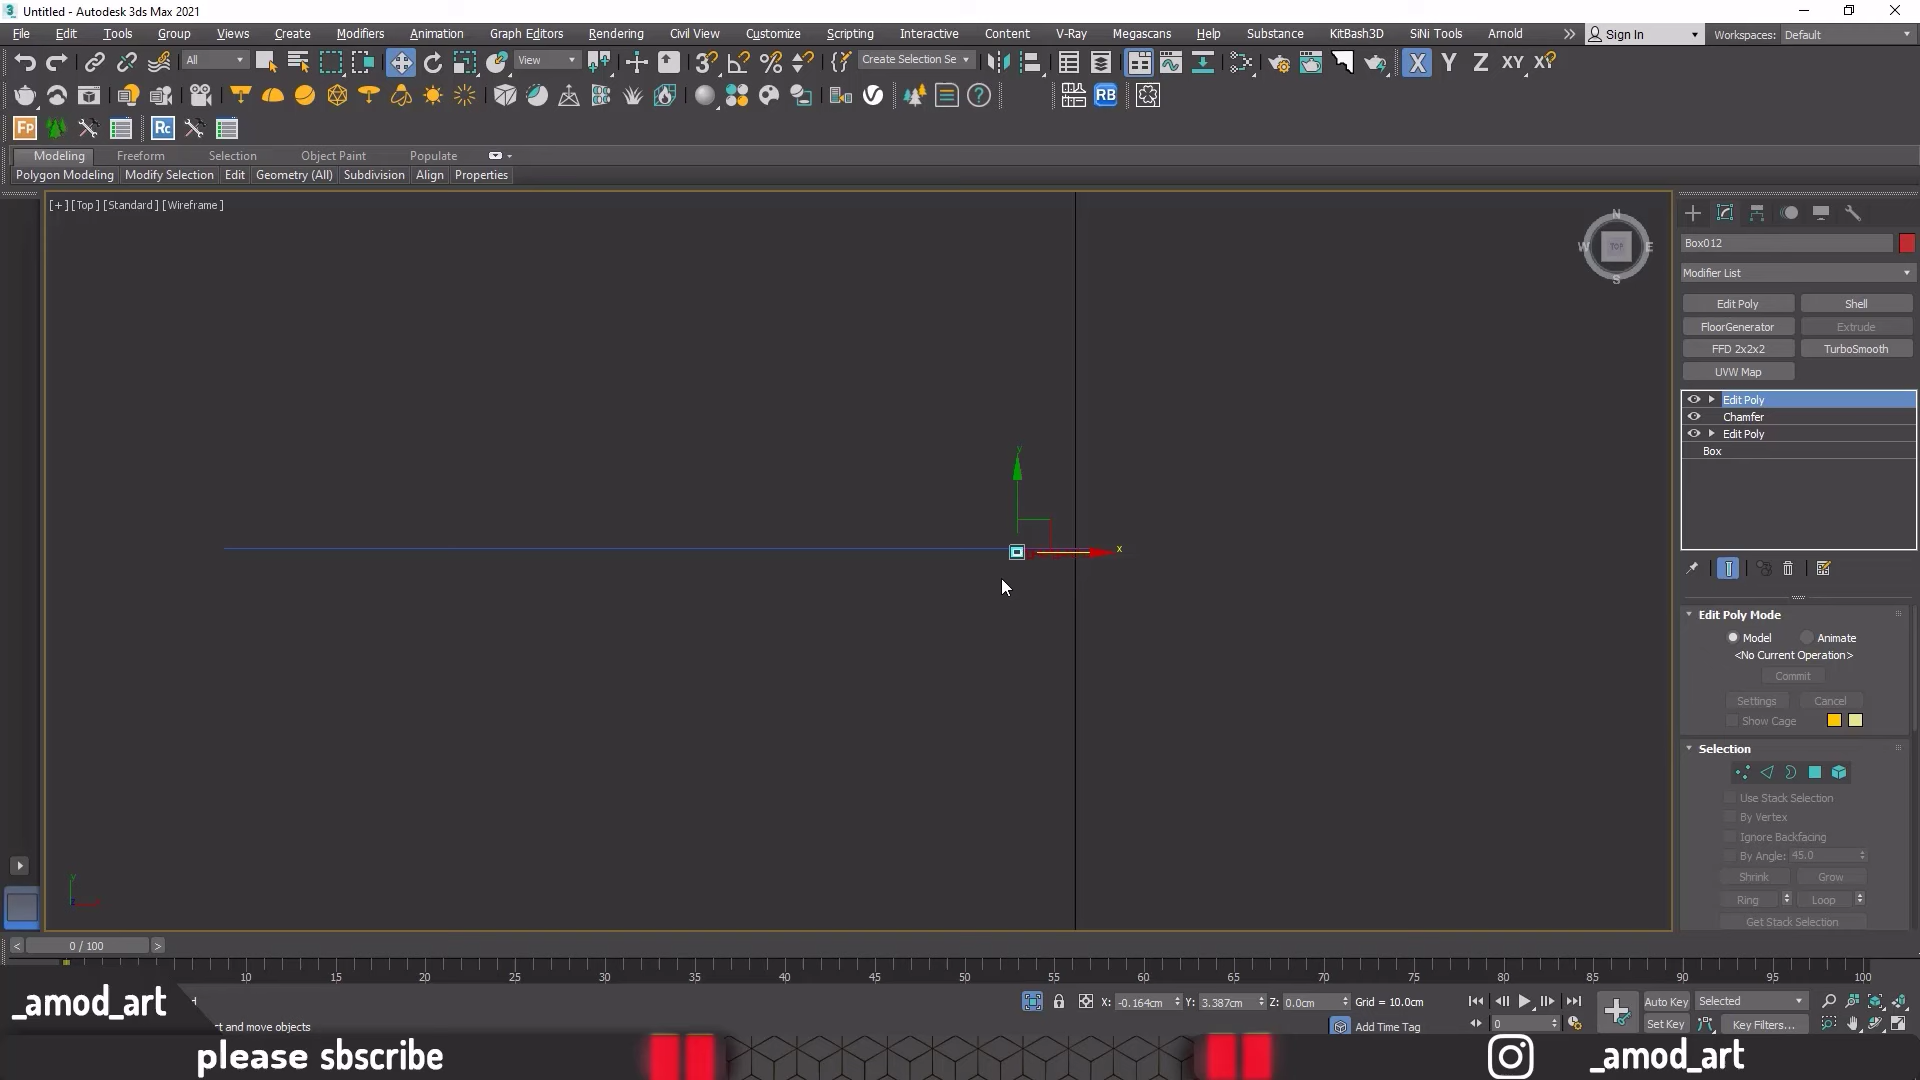 Untitled - Autodesk 3ds Max 2021
File Edit Tools Group Views Create Modifiers Animation Graph Editors Rendering Civil View Customize Scripting Interactive Content V-Ray Megascans Help Substance KitBash3D SiNi Tools Arnold Sign In Workspaces: Default
All View Create Selection Se X Y Z XY XY
RB
Fp Rc
Modeling Freeform Selection Object Paint Populate
Polygon Modeling Modify Selection Edit Geometry (All) Subdivision Align Properties
[+] [Top] [Standard] [Wireframe]
N
W TOP E
S
Box012
Modifier List
Edit Poly Shell
FloorGenerator Extrude
FFD 2x2x2 TurboSmooth
UVW Map
Edit Poly
Chamfer
Edit Poly
Box
y
x
Edit Poly Mode
Model Animate
<No Current Operation>
Commit
Settings Cancel
Show Cage
Selection
Use Stack Selection
By Vertex
Ignore Backfacing
By Angle: 45.0
Shrink Grow
Ring Loop
Get Stack Selection
y
z
0 / 100
10 15 20 25 30 35 40 45 50 55 60 65 70 75 80 85 90 95 100
_amod_art
X: -0.164cm Y: 3.387cm Z: 0.0cm Grid = 10.0cm Auto Key Selected
ct and move objects Add Time Tag 0 Set Key Key Filters...
please sbscribe
_amod_art